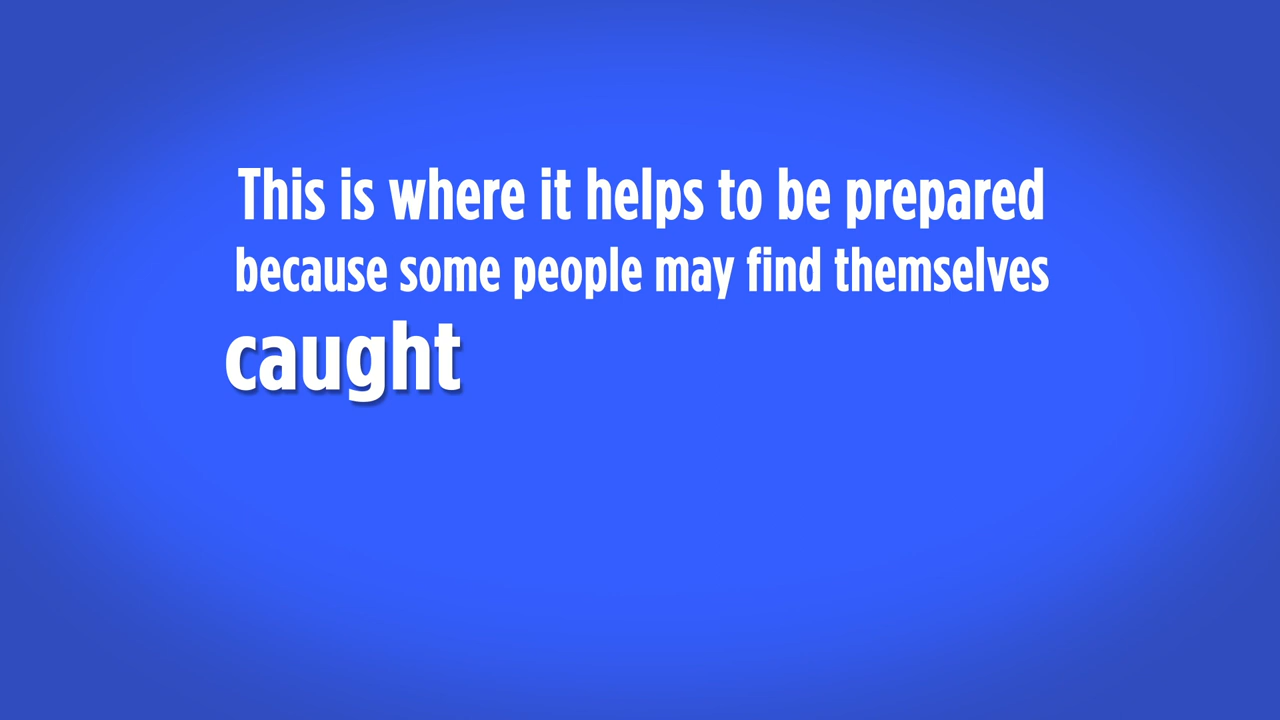 This is where it helps to be prepared
because some people may find themselves
caught